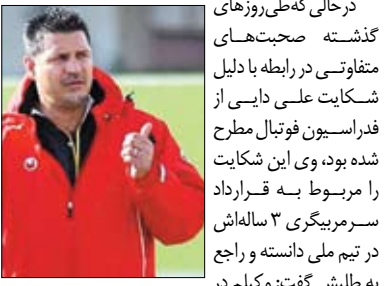 درحالی که‌طی‌روزهای
گذشته صحبت‌های
متفاوتی در رابطه با دلیل
شکایت علی دایی از
فدراسیون فوتبال مطرح
شده بود، وی این شکایت
را مربوط به قرارداد
سرمربیگری ۳ ساله‌اش
در تیم ملی دانسته و راجع
به طلبش گفت: وکیلم در